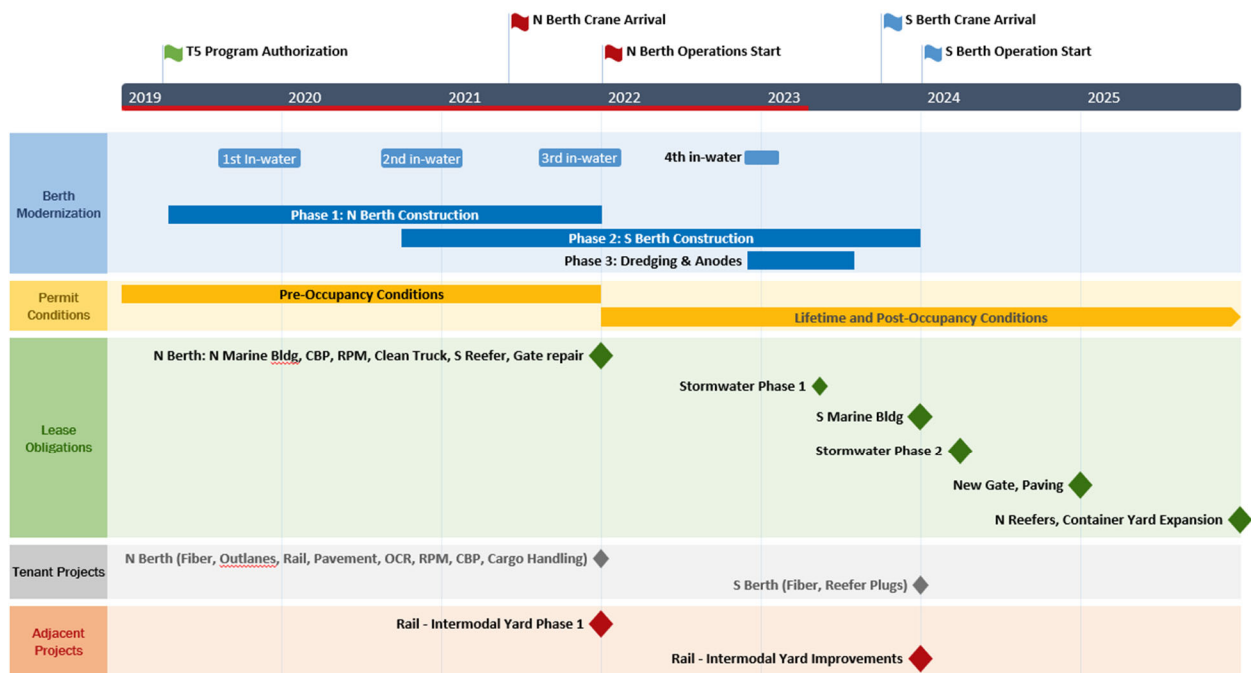 N Berth Crane Arrival
S Berth Crane Arrival
T5 Program Authorization
N Berth Operations Start
S Berth Operation Start
2019
2020
2021
2022
2023
2024
2025
Berth
Modernization
1st In-water
2nd in-water
3rd in-water
4th in-water
Phase 1: N Berth Construction
Phase 2: S Berth Construction
Phase 3: Dredging & Anodes
Permit
Conditions
Pre-Occupancy Conditions
Lifetime and Post-Occupancy Conditions
Lease
Obligations
N Berth: N Marine Bldg, CBP, RPM, Clean Truck, S Reefer, Gate repair
Stormwater Phase 1
S Marine Bldg
Stormwater Phase 2
New Gate, Paving
N Reefers, Container Yard Expansion
Tenant Projects
N Berth (Fiber, Outlanes, Rail, Pavement, OCR, RPM, CBP, Cargo Handling)
S Berth (Fiber, Reefer Plugs)
Adjacent
Projects
Rail - Intermodal Yard Phase 1
Rail - Intermodal Yard Improvements